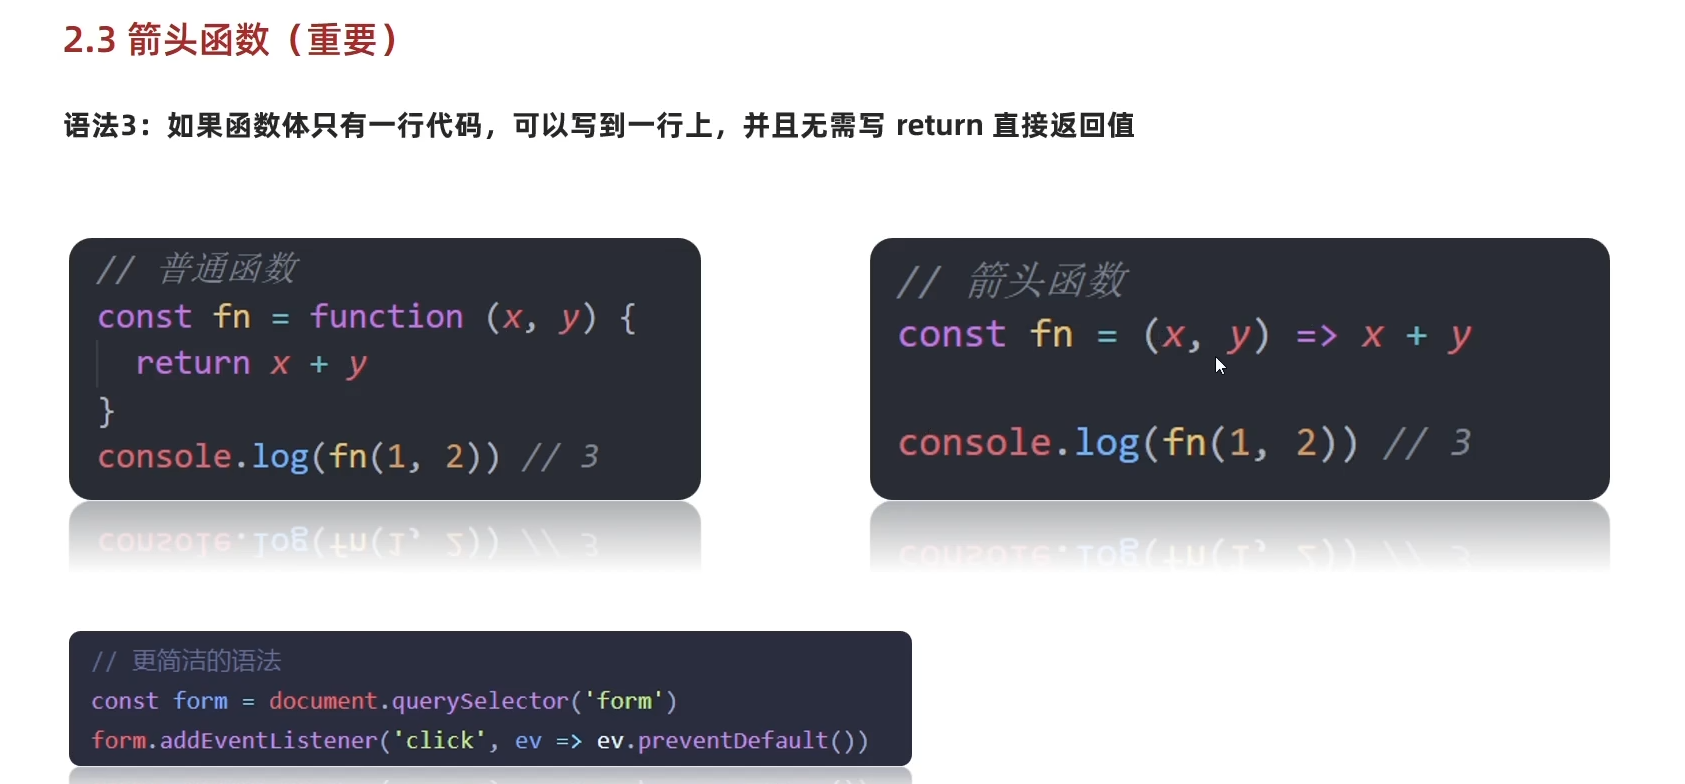 2.3 箭头函数（重要）
语法3：如果函数体只有一行代码，可以写到一行上，并且无需写 return 直接返回值
// 普通函数
const fn = function (x, y) {
return x + y
}
console.log(fn(1, 2)) // 3
// 箭头函数
const fn = (x, y) => x + y
console.log(fn(1, 2)) // 3
// 更简洁的语法
const form = document.querySelector('form')
form.addEventListener('click', ev => ev.preventDefault())